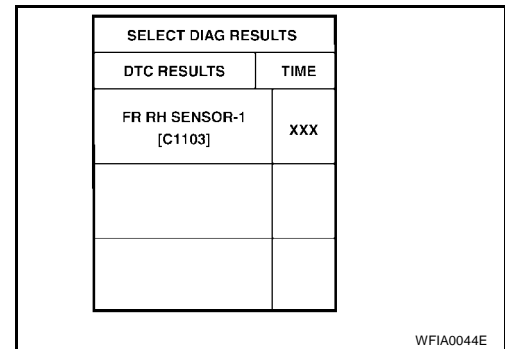 SELECT DIAG RESULTS
DTC RESULTS TIME
FR RH SENSOR-1 XXX
[C1103]
WFIA0044E